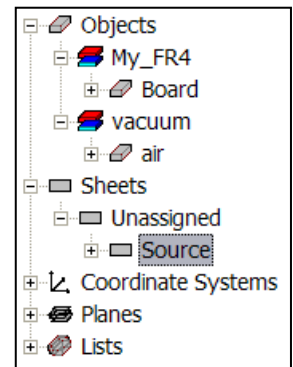 Objects
My_FR4
Board
vacuum
air
Sheets
Unassigned
Source
Coordinate Systems
Planes
Lists